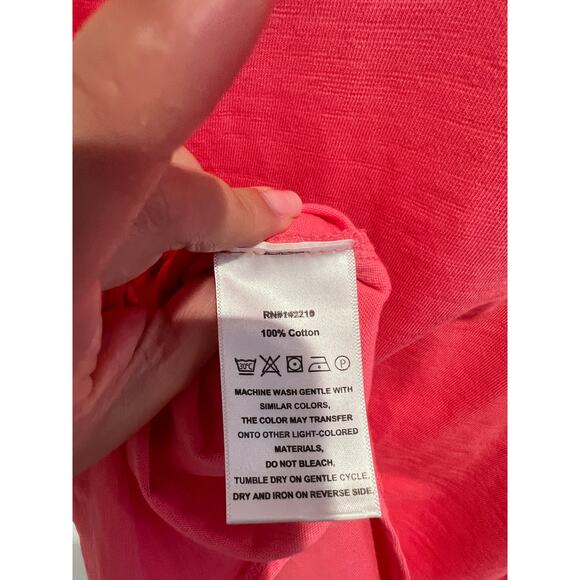 RN#142210
100% Cotton
30°C P
MACHINE WASH GENTLE WITH
SIMILAR COLORS,
THE COLOR MAY TRANSFER
ONTO OTHER LIGHT-COLORED
MATERIALS,
DO NOT BLEACH,
TUMBLE DRY ON GENTLE CYCLE.
DRY AND IRON ON REVERSE SIDE.